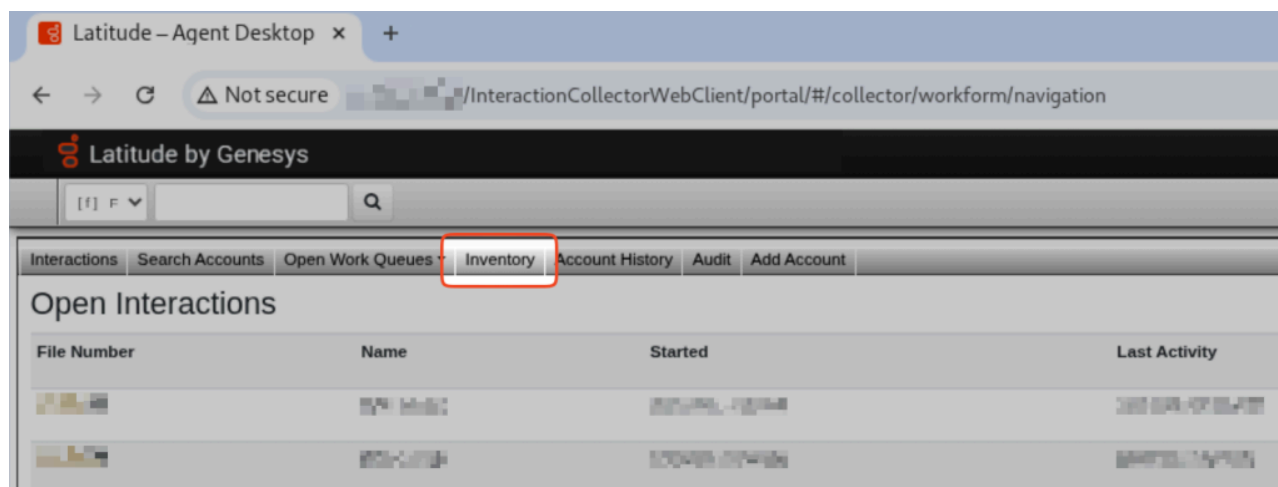 Latitude – Agent Desktop × +
Not secure /InteractionCollectorWebClient/portal/#/collector/workform/navigation
Latitude by Genesys
[f] F
Interactions Search Accounts Open Work Queues Inventory Account History Audit Add Account
Open Interactions
File Number Name Started Last Activity